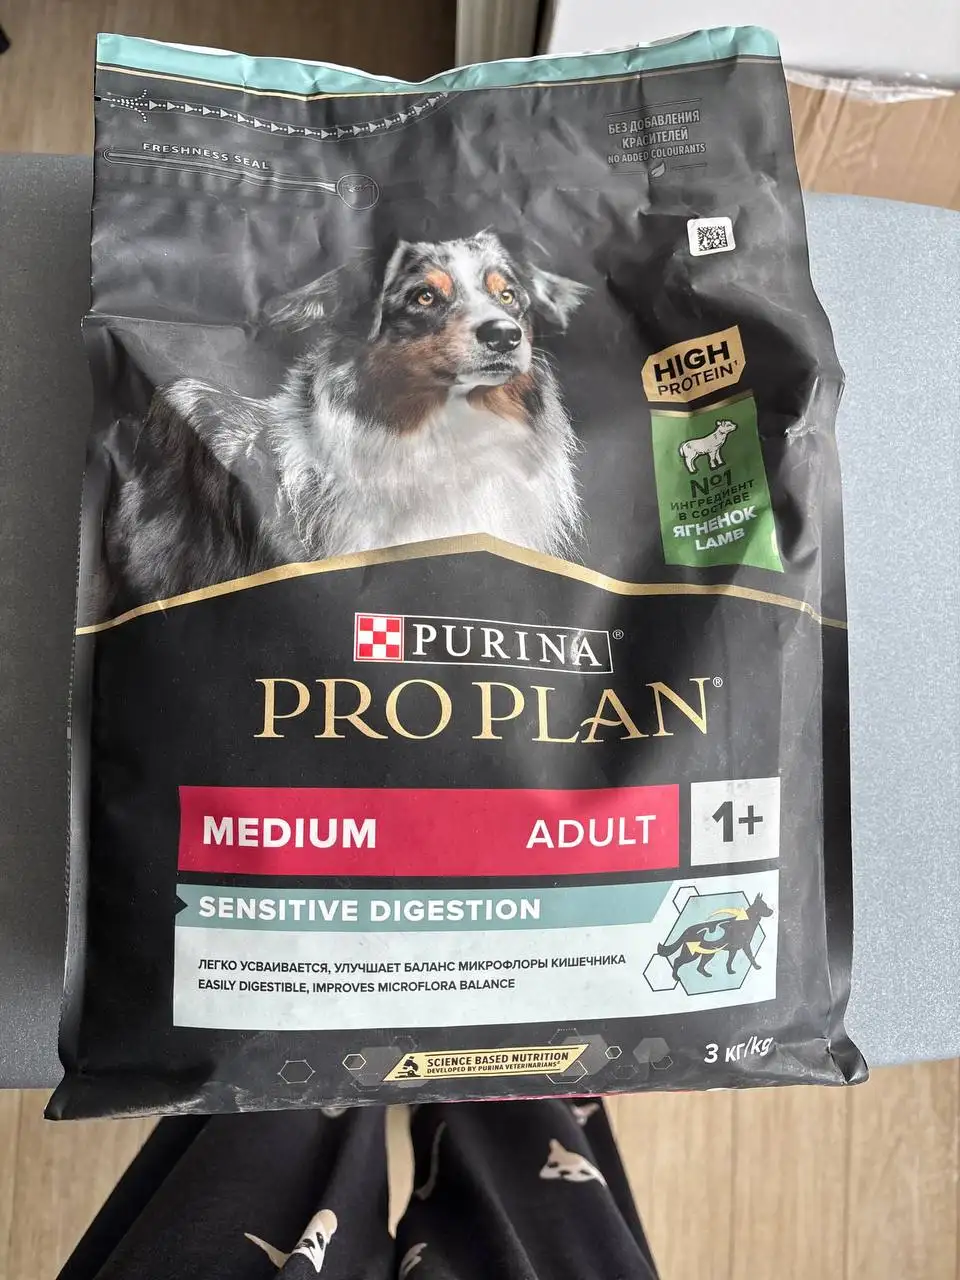 FRESHNESS SEAL
БЕЗ ДОБАВЛЕНИЯ
КРАСИТЕЛЕЙ
NO ADDED COLOURANTS
HIGH
PROTEIN¹
№1
ИНГРЕДИЕНТ
В СОСТАВЕ
ЯГНЕНОК
LAMB
PURINA®
PRO PLAN®
MEDIUM ADULT 1+
SENSITIVE DIGESTION
ЛЕГКО УСВАИВАЕТСЯ, УЛУЧШАЕТ БАЛАНС МИКРОФЛОРЫ КИШЕЧНИКА
EASILY DIGESTIBLE, IMPROVES MICROFLORA BALANCE
SCIENCE BASED NUTRITION
DEVELOPED BY PURINA VETERINARIANS²
3 кг/kg